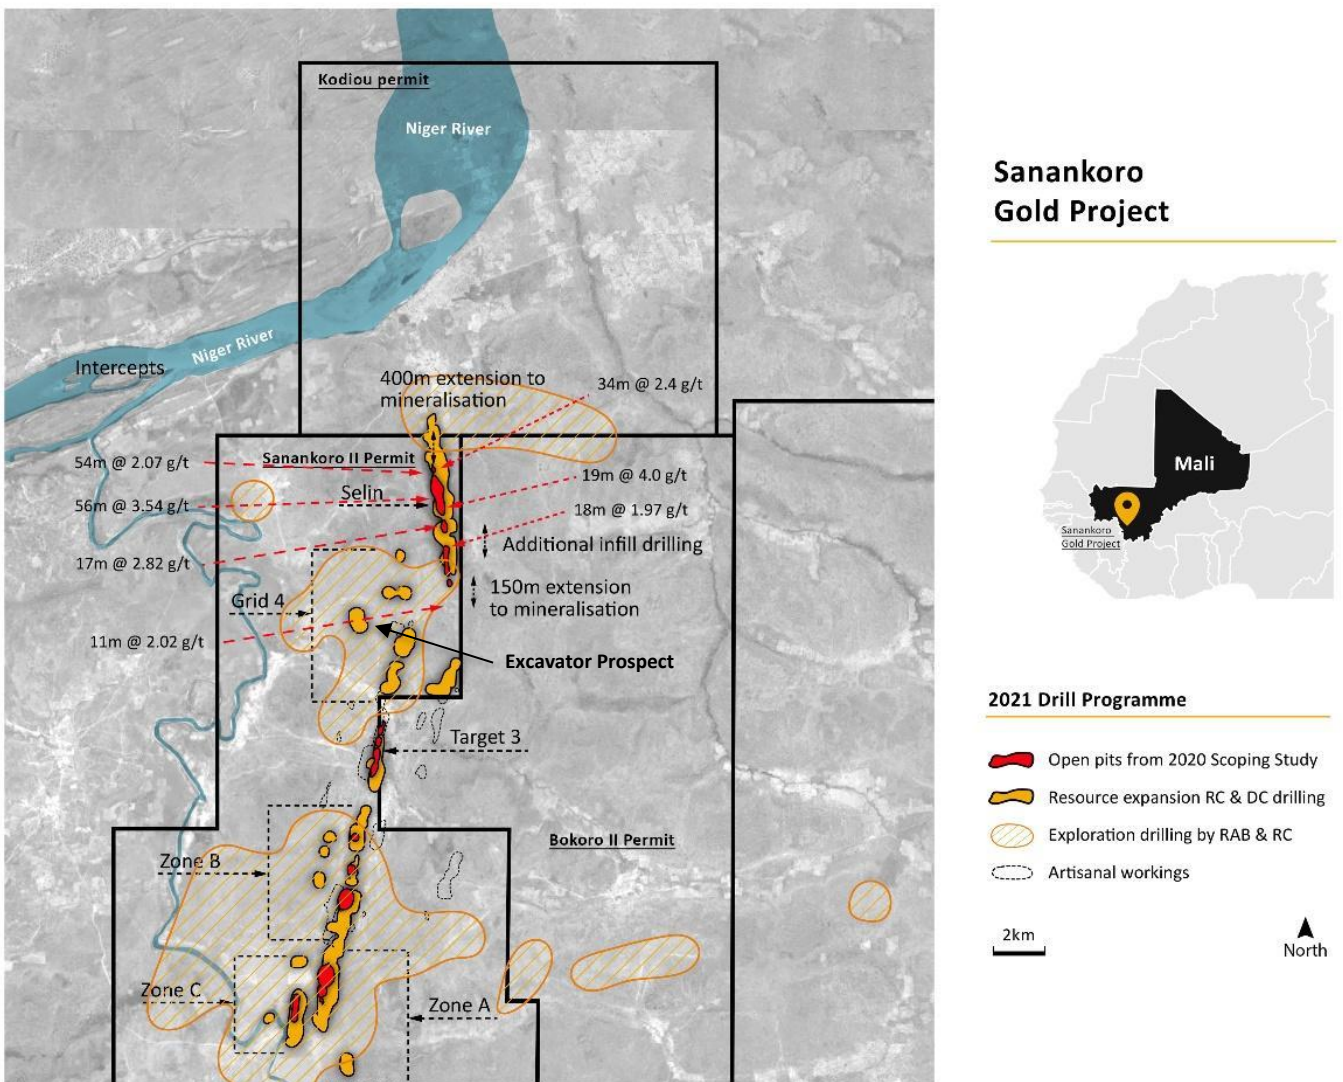 Kodiou permit
Niger River
Niger River
Intercepts
400m extension to
mineralisation
34m @ 2.4 g/t
Sanankoro II Permit
54m @ 2.07 g/t
19m @ 4.0 g/t
Selin
56m @ 3.54 g/t
18m @ 1.97 g/t
Additional infill drilling
17m @ 2.82 g/t
150m extension
to mineralisation
Grid 4
11m @ 2.02 g/t
Excavator Prospect
Target 3
Bokoro II Permit
Zone B
Zone C
Zone A
Sanankoro
Gold Project
Mali
Sanankoro
Gold Project
2021 Drill Programme
Open pits from 2020 Scoping Study
Resource expansion RC & DC drilling
Exploration drilling by RAB & RC
Artisanal workings
2km
North